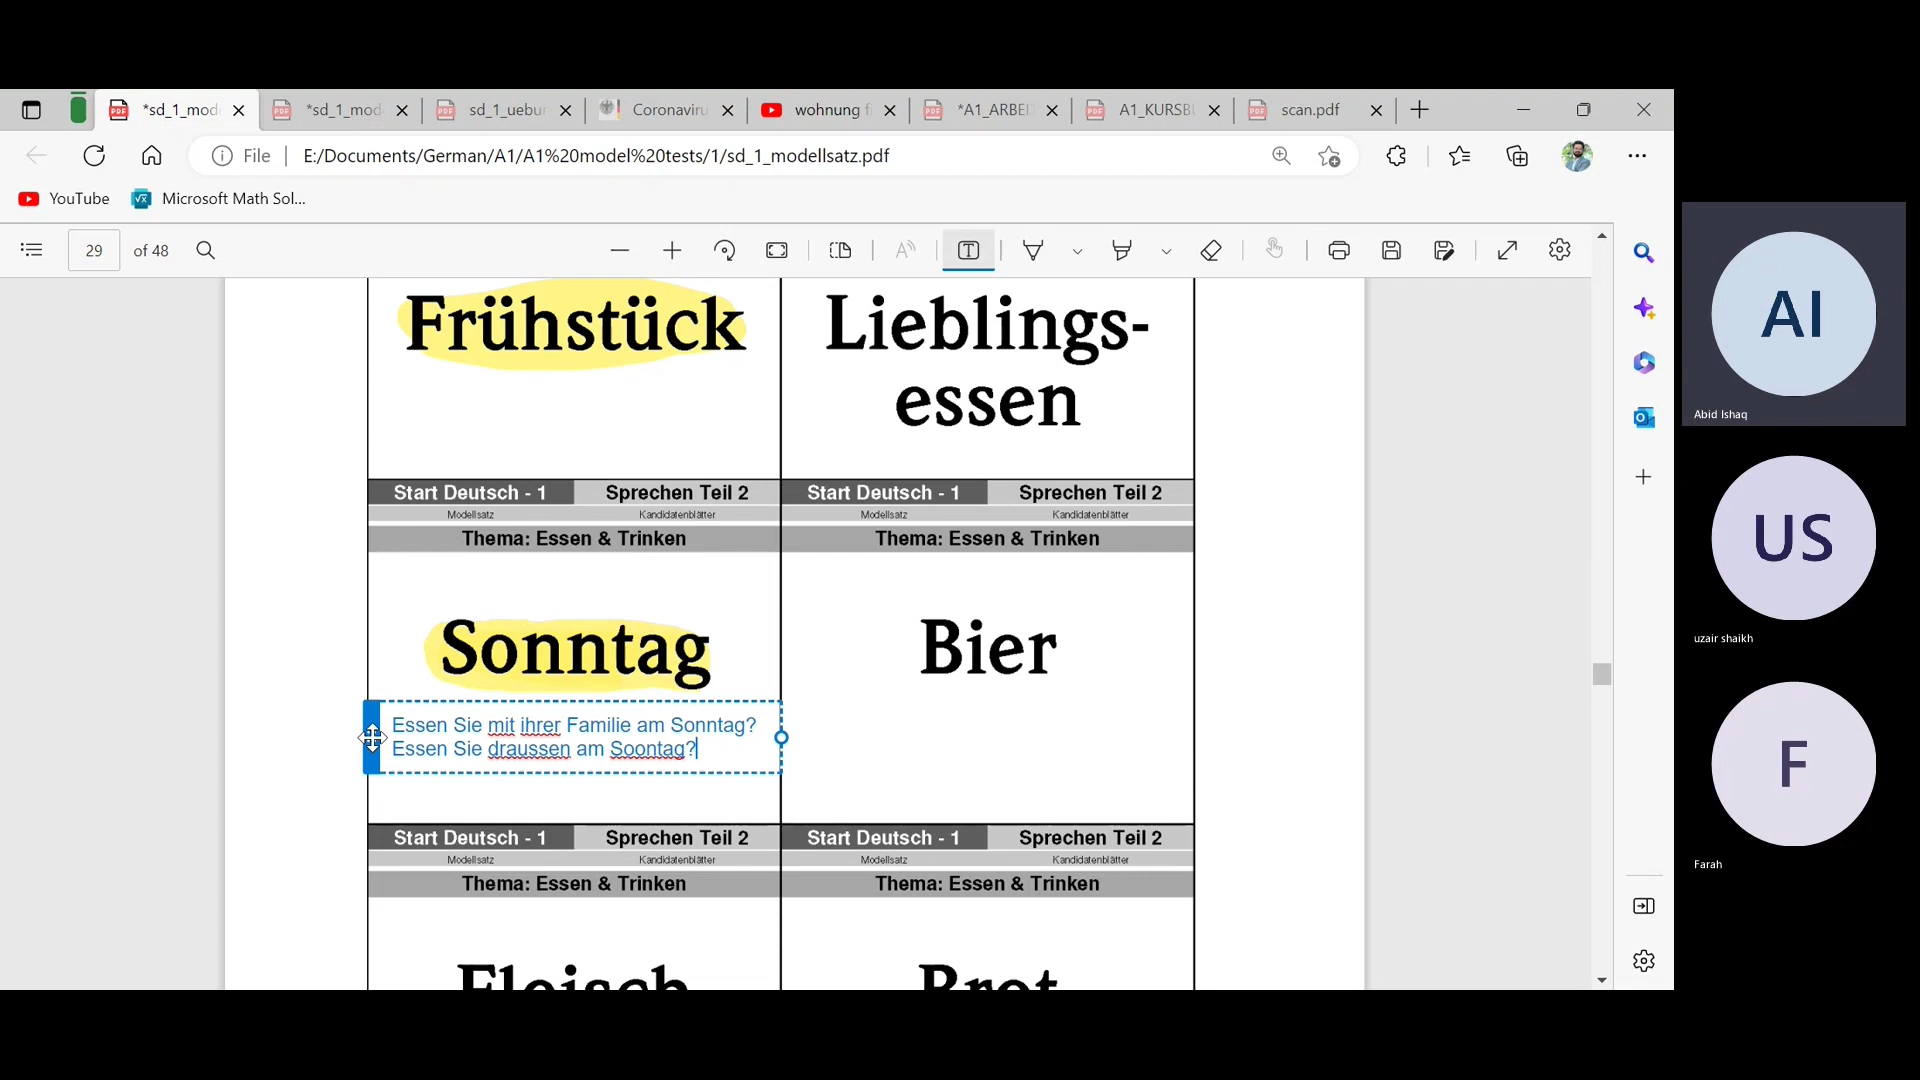 *sd_1_mod
*sd_1_mod
sd_1_uebu
Coronaviru
wohnung f
*A1_ARBEI
A1_KURSBU
scan.pdf
File
E:/Documents/German/A1/A1%20model%20tests/1/sd_1_modellsatz.pdf
YouTube
Microsoft Math Sol...
29 of 48
Frühstück
Lieblings-
essen
Start Deutsch - 1 Sprechen Teil 2
Modellsatz Kandidatenblätter
Thema: Essen & Trinken
Start Deutsch - 1 Sprechen Teil 2
Modellsatz Kandidatenblätter
Thema: Essen & Trinken
Sonntag
Essen Sie mit ihrer Familie am Sonntag?
Essen Sie draussen am Soontag?
Bier
Start Deutsch - 1 Sprechen Teil 2
Modellsatz Kandidatenblätter
Thema: Essen & Trinken
Start Deutsch - 1 Sprechen Teil 2
Modellsatz Kandidatenblätter
Thema: Essen & Trinken
Fleisch
Brot
AI
Abid Ishaq
US
uzair shaikh
F
Farah